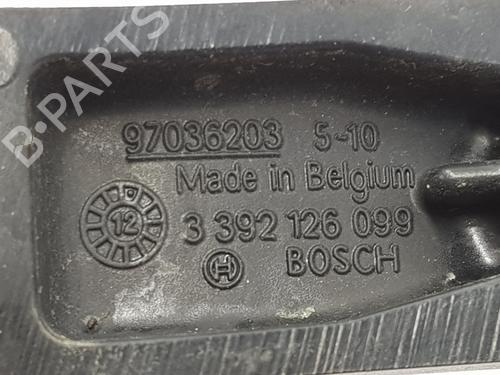 97036203 5-10
Made in Belgium
12 3 392 126 099
BOSCH
B-PARTS